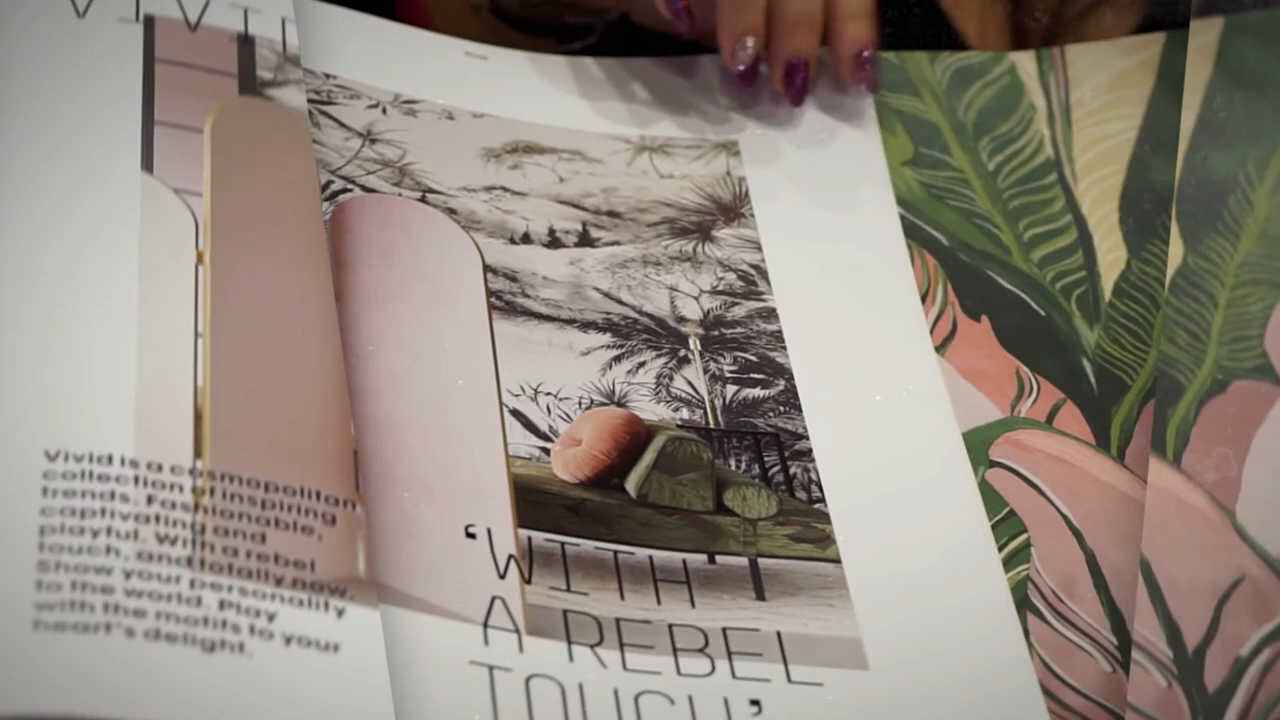 VIVID
Vivid is a cosmopolitan
collection of inspiring
trends. Fashionable,
captivating and
playful. With a rebel
touch, and totally now.
Show your personality
to the world. Play
with the motifs to your
heart's delight.
‘WITH
A REBEL
TOUCH’